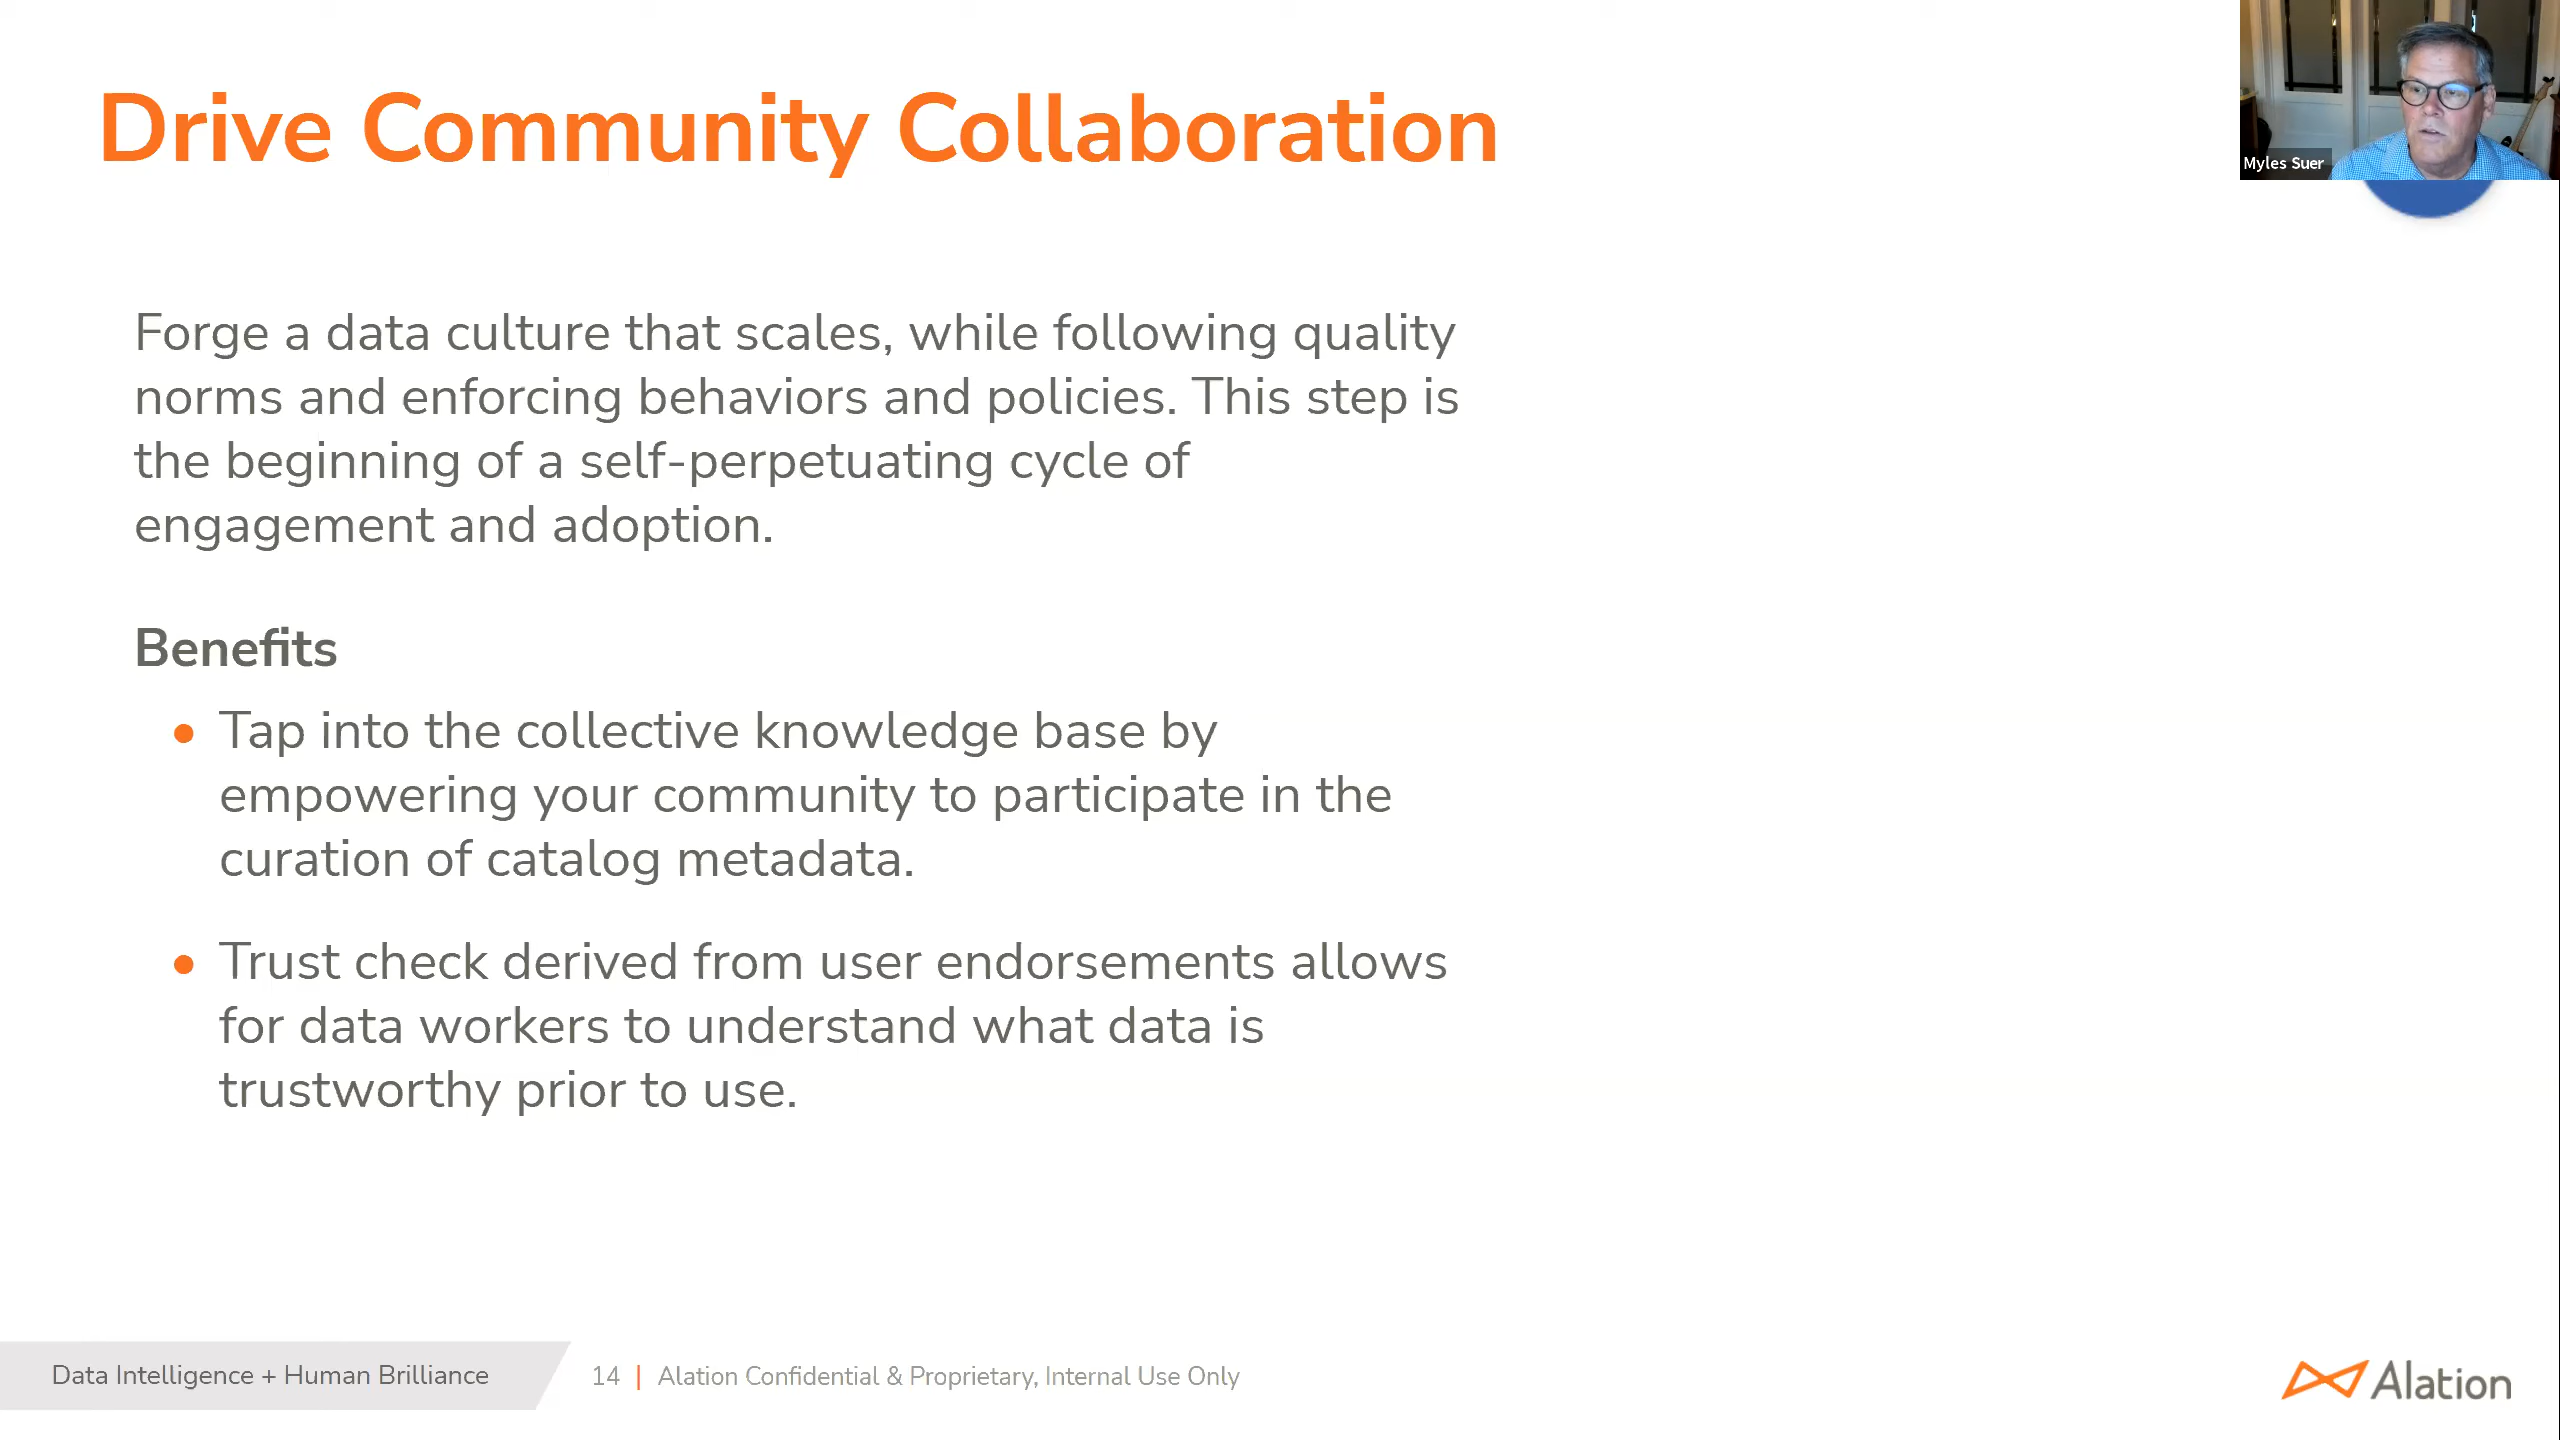 Drive Community Collaboration
Myles Suer
Forge a data culture that scales, while following quality
norms and enforcing behaviors and policies. This step is
the beginning of a self-perpetuating cycle of
engagement and adoption.
Benefits
• Tap into the collective knowledge base by
empowering your community to participate in the
curation of catalog metadata.
• Trust check derived from user endorsements allows
for data workers to understand what data is
trustworthy prior to use.
Data Intelligence + Human Brilliance
14 | Alation Confidential & Proprietary, Internal Use Only
Alation